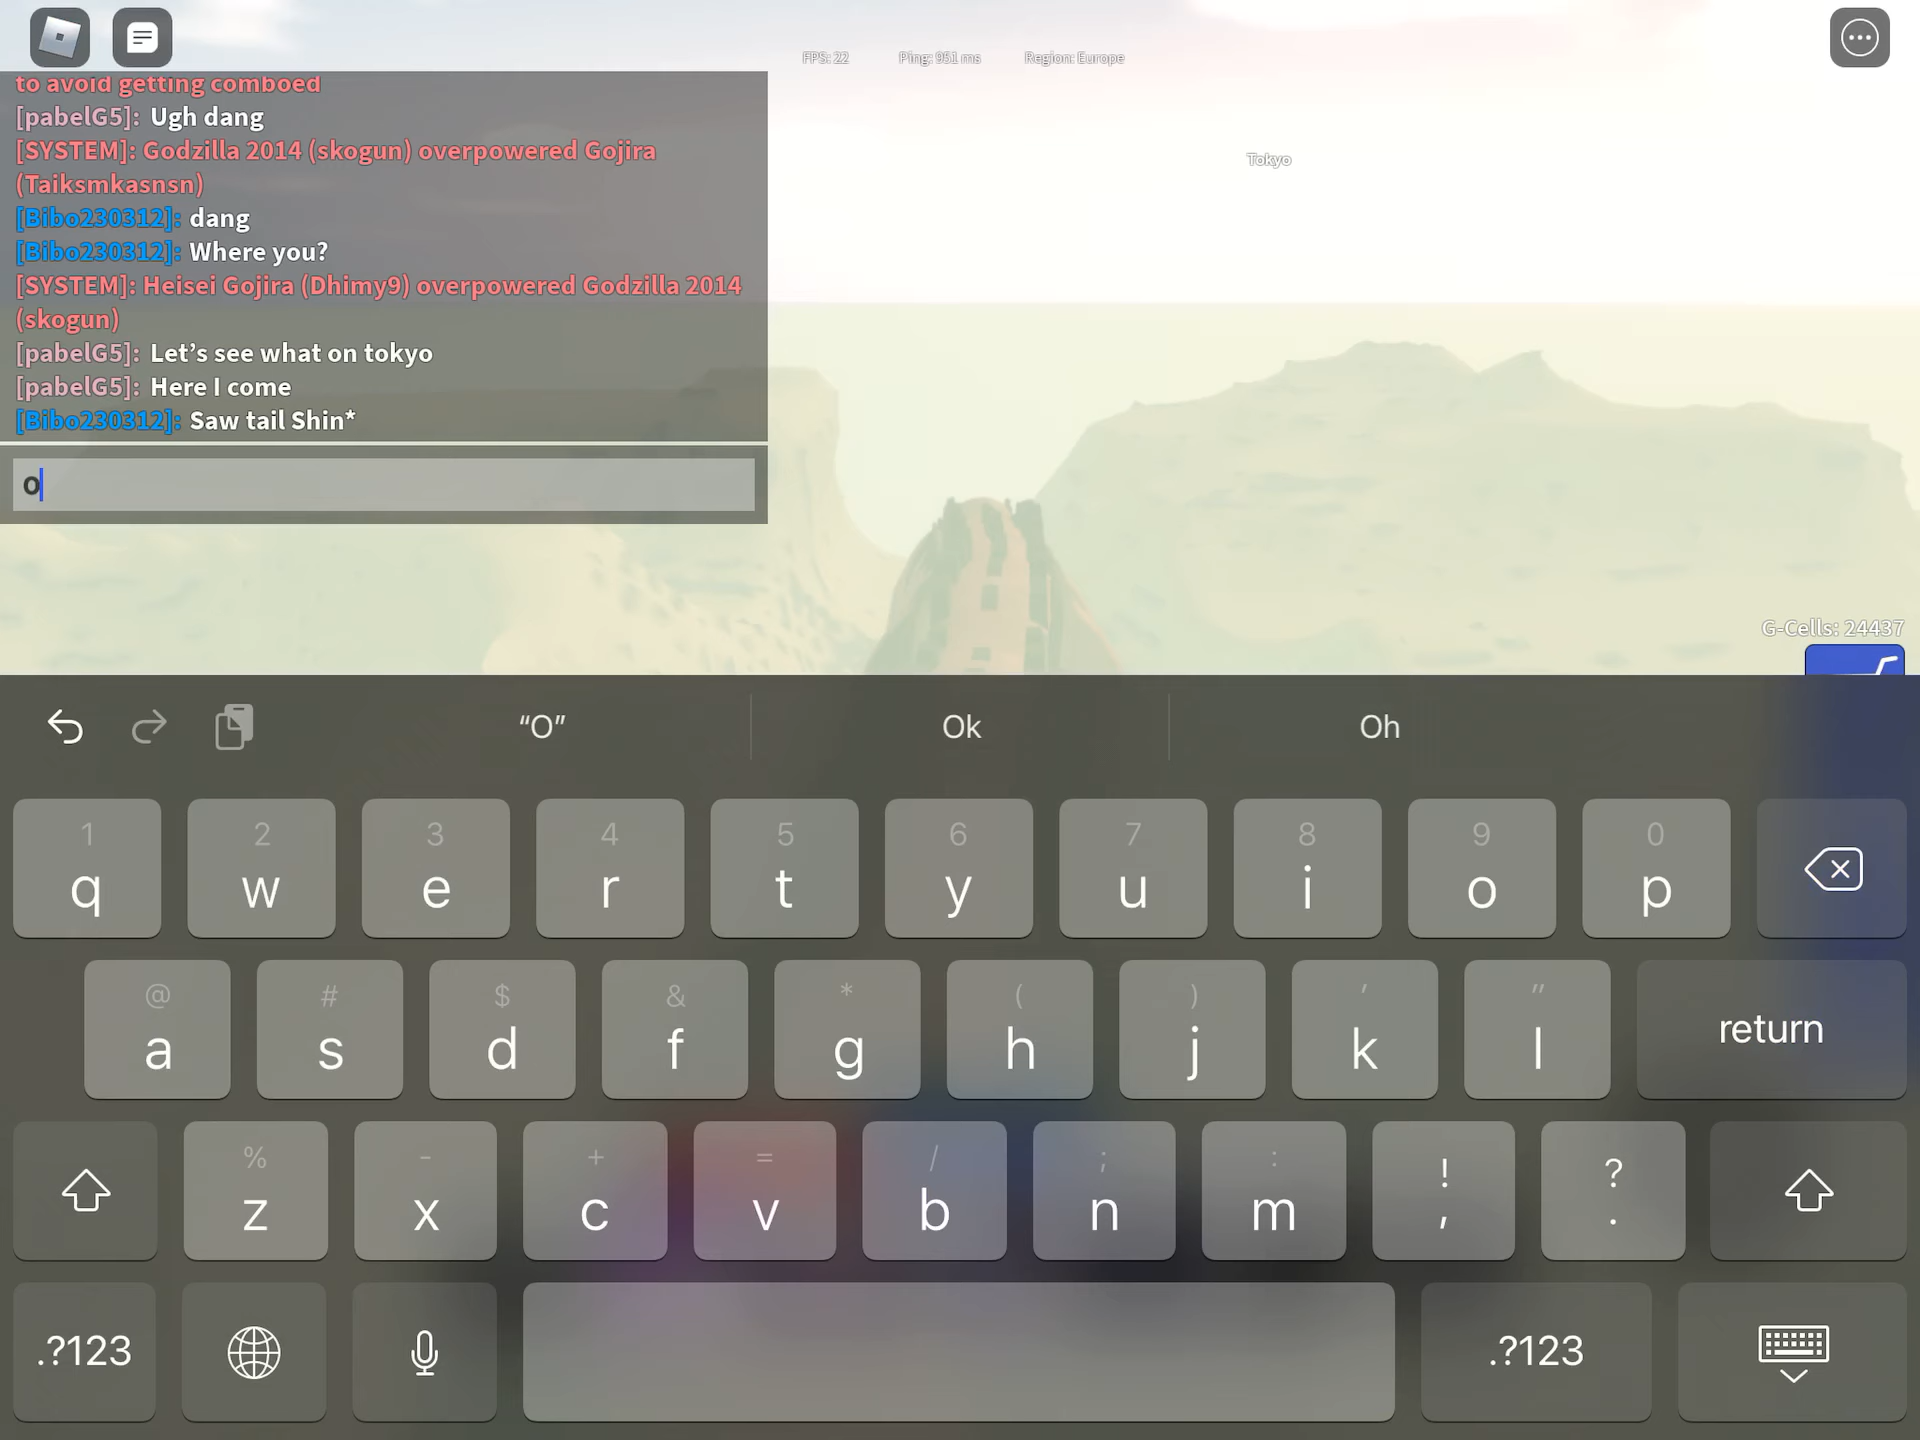 FPS: 22 Ping: 951 ms Region: Europe
to avoid getting comboed
[pabelG5]: Ugh dang
[SYSTEM]: Godzilla 2014 (skogun) overpowered Gojira
(Taiksmkasnsn)
[Bibo230312]: dang
[Bibo230312]: Where you?
[SYSTEM]: Heisei Gojira (Dhimy9) overpowered Godzilla 2014
(skogun)
[pabelG5]: Let’s see what on tokyo
[pabelG5]: Here I come
[Bibo230312]: Saw tail Shin*
o
Tokyo
G-Cells: 24437
“O” Ok Oh
1 2 3 4 5 6 7 8 9 0
q w e r t y u i o p
@ # $ & * ( ) ' "
a s d f g h j k l return
% - + = / ; : ! ?
z x c v b n m , .
.?123 .?123